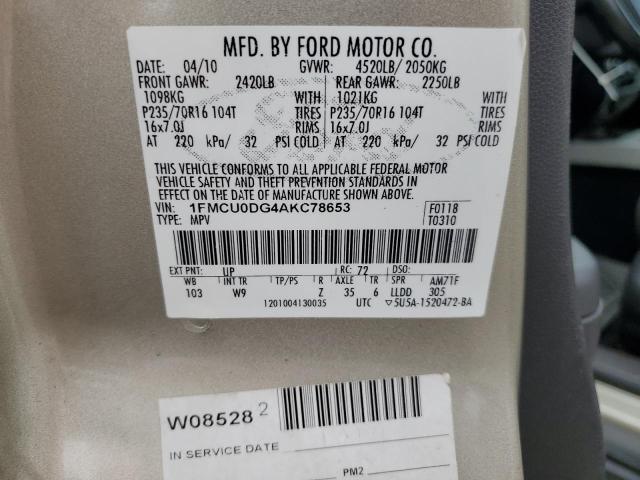 MFD. BY FORD MOTOR CO.
DATE: 04/10 GVWR: 4520LB/ 2050KG
FRONT GAWR: 2420LB REAR GAWR: 2250LB
1098KG WITH 1021KG WITH
P235/70R16 104T TIRES P235/70R16 104T TIRES
16x7.0J RIMS 16x7.0J RIMS
AT 220 kPa/ 32 PSI COLD AT 220 kPa/ 32 PSI COLD
THIS VEHICLE CONFORMS TO ALL APPLICABLE FEDERAL MOTOR
VEHICLE SAFETY AND THEFT PREVENTION STANDARDS IN
EFFECT ON THE DATE OF MANUFACTURE SHOWN ABOVE.
VIN: 1FMCU0DG4AKC78653 F0118
TYPE: MPV T0310
EXT PNT: UP RC: 72 DSO:
WB INT TR TP/PS R AXLE TR SPR AM71F
103 W9 Z 35 6 LLDD 305
1201004130035 UTC ▽5U5A-1520472-BA
W08528 2
IN SERVICE DATE
PM2